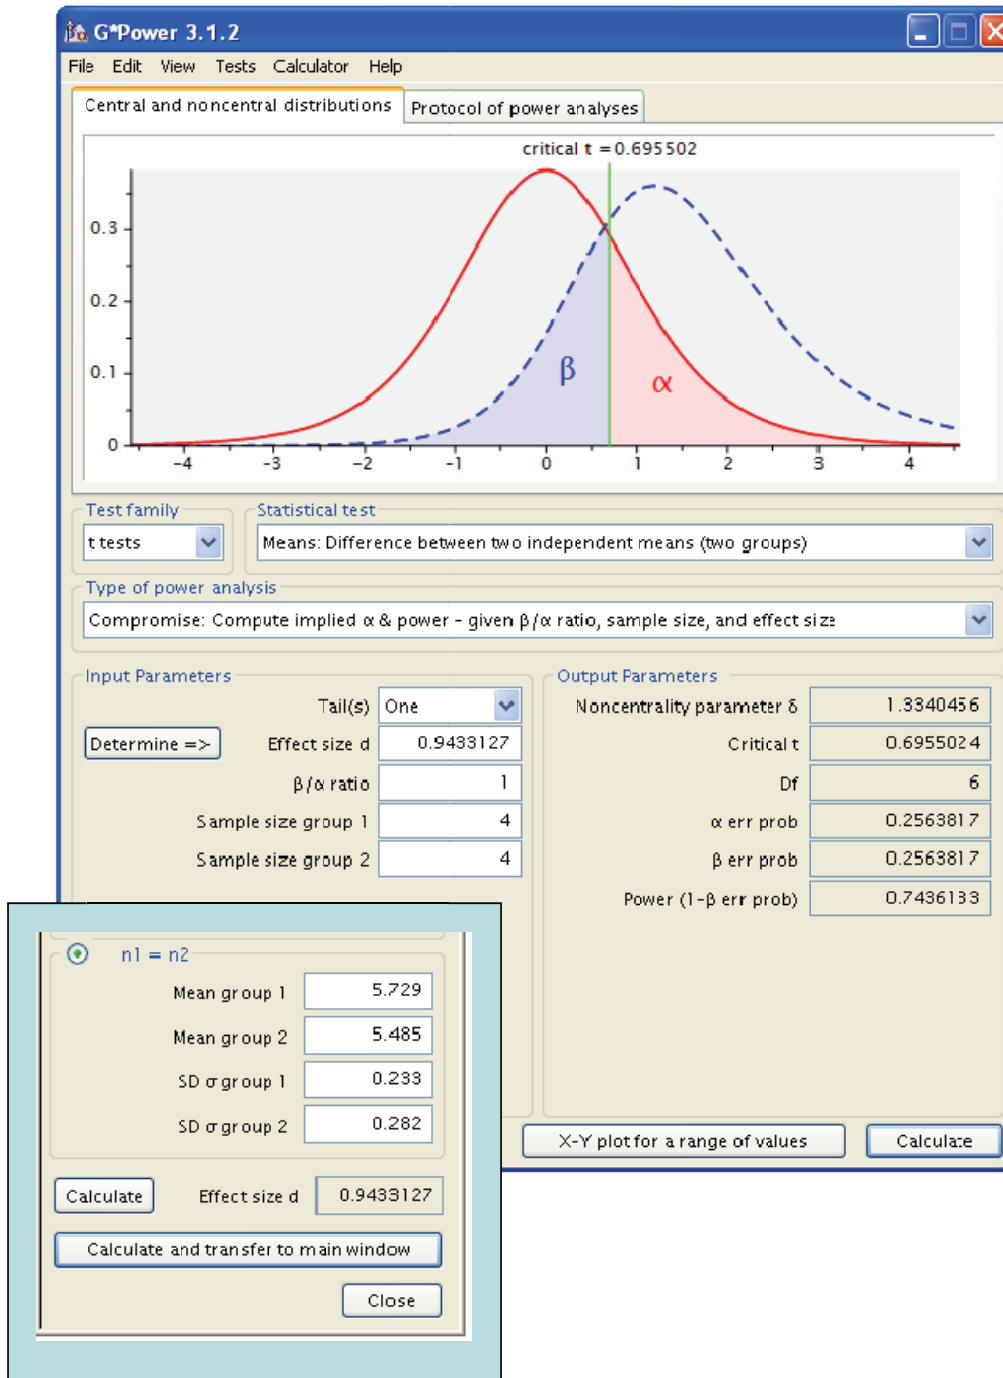 βα G*Power 3.1.2
File Edit View Tests Calculator Help
Central and noncentral distributions Protocol of power analyses
critical t = 0.695502
0.3
0.2
0.1
0
β α
-4 -3 -2 -1 0 1 2 3 4
Test family Statistical test
t tests Means: Difference between two independent means (two groups)
Type of power analysis
Compromise: Compute implied α & power - given β/α ratio, sample size, and effect size
Input Parameters Output Parameters
Tail(s) One Noncentrality parameter δ 1.3340456
Determine => Effect size d 0.9433127 Critical t 0.6955024
β/α ratio 1 Df 6
Sample size group 1 4 α err prob 0.2563817
Sample size group 2 4 β err prob 0.2563817
Power (1-β err prob) 0.7436183
n1 = n2
Mean group 1 5.729
Mean group 2 5.485
SD σ group 1 0.233
SD σ group 2 0.282
X-Y plot for a range of values Calculate
Calculate Effect size d 0.9433127
Calculate and transfer to main window
Close